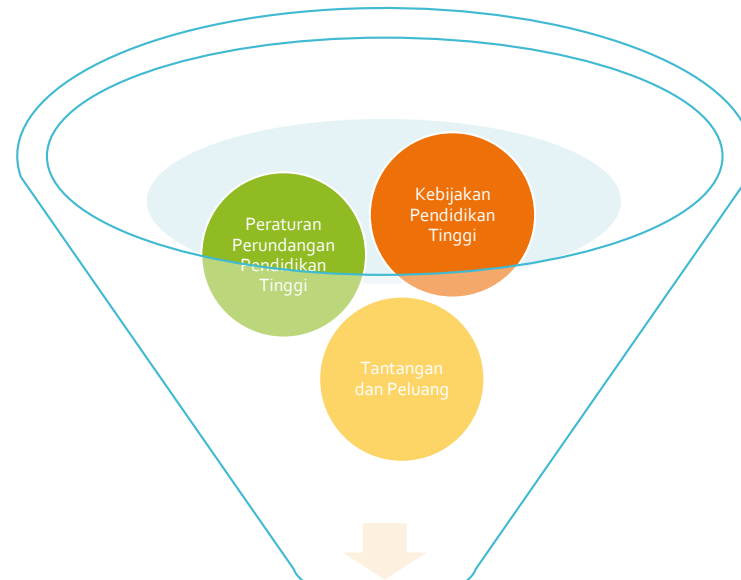 Peraturan
Perundangan
Pendidikan
Tinggi
Kebijakan
Pendidikan
Tinggi
Tantangan
dan Peluang